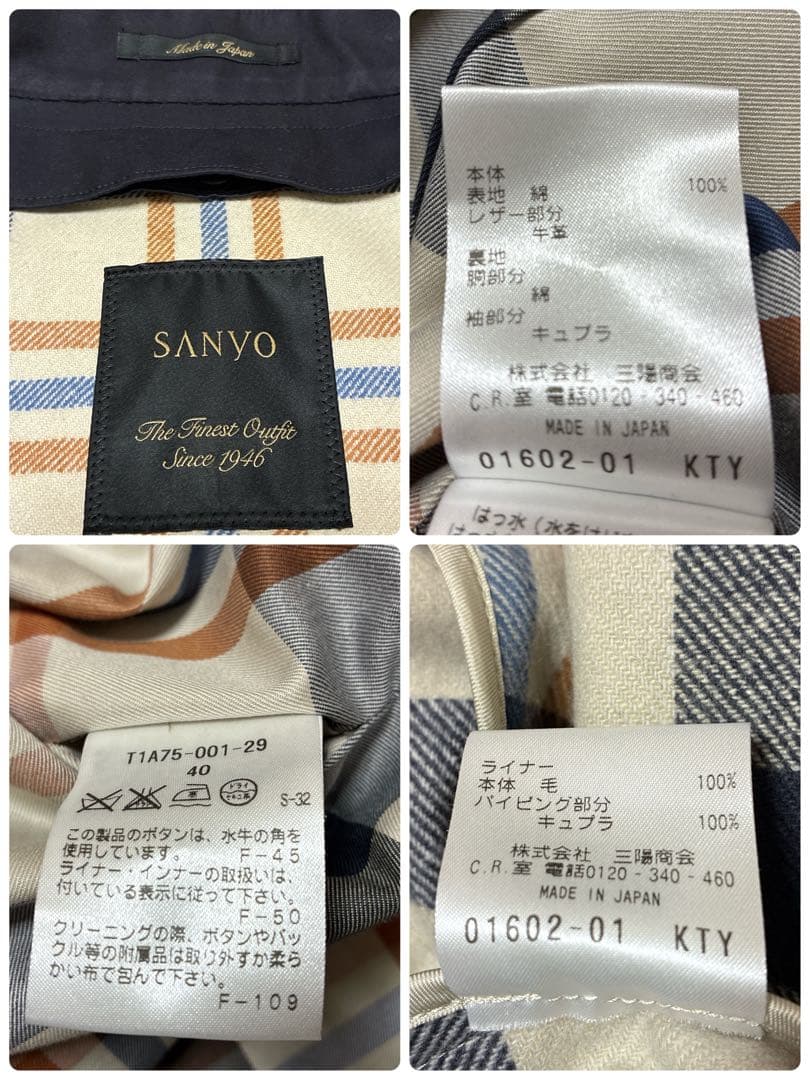 Made in Japan
SANYO
The Finest Outfit
Since 1946
本体
表地 綿 100%
レザー部分
牛革
裏地
胴部分
綿
袖部分
キュプラ
株式会社 三陽商会
C.R.室 電話0120-340-460
MADE IN JAPAN
01602-01 KTY
はっ水(水をは
T1A75-001-29
40
ドライ
S-32
この製品のボタンは、水牛の角を
使用しています。 F-45
ライナー・インナーの取扱いは、
付いている表示に従って下さい。
F-50
クリーニングの際、ボタンやバッ
クル等の附属品は取り外すか柔ら
かい布で包んで下さい。
F-109
ライナー
本体 毛 100%
パイピング部分
キュプラ 100%
株式会社 三陽商会
C.R.室 電話0120-340-460
MADE IN JAPAN
01602-01 KTY